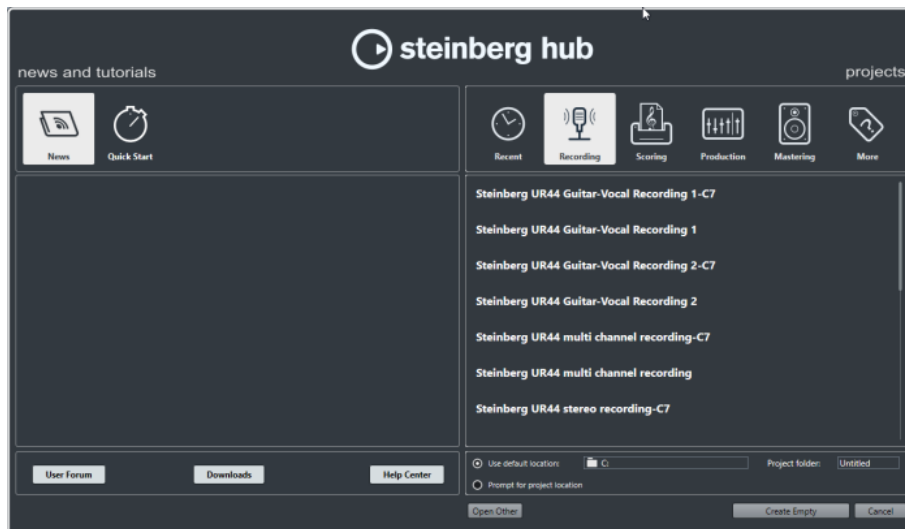 steinberg hub
news and tutorials
projects
News
Quick Start
Recent
Recording
Scoring
Production
Mastering
More
Steinberg UR44 Guitar-Vocal Recording 1-C7
Steinberg UR44 Guitar-Vocal Recording 1
Steinberg UR44 Guitar-Vocal Recording 2-C7
Steinberg UR44 Guitar-Vocal Recording 2
Steinberg UR44 multi channel recording-C7
Steinberg UR44 multi channel recording
Steinberg UR44 stereo recording-C7
User Forum
Downloads
Help Center
Use default location:
C:
Project folder:
Untitled
Prompt for project location
Open Other
Create Empty
Cancel